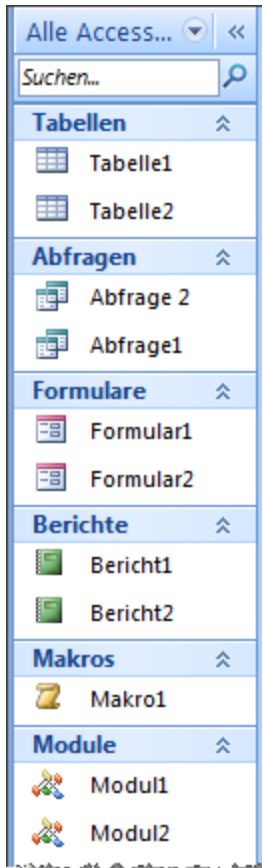 Alle Access...
Suchen...
Tabellen
Tabelle1
Tabelle2
Abfragen
Abfrage 2
Abfrage1
Formulare
Formular1
Formular2
Berichte
Bericht1
Bericht2
Makros
Makro1
Module
Modul1
Modul2